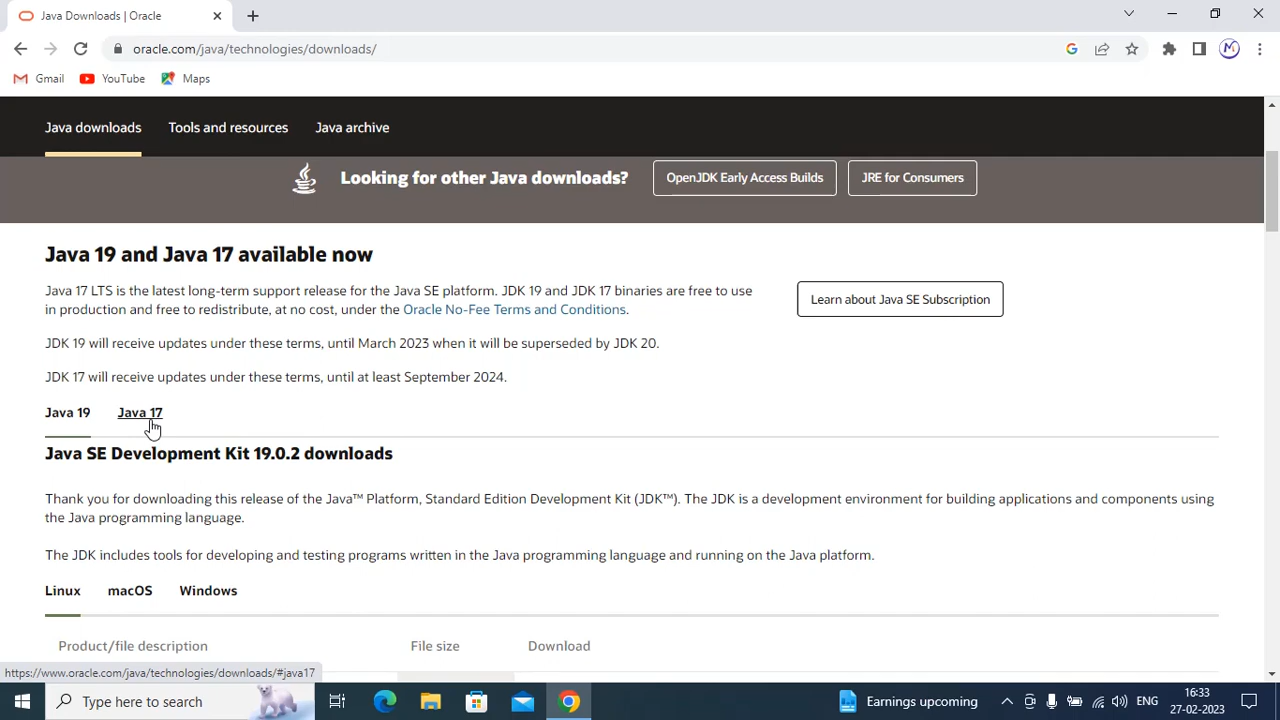 Java Downloads | Oracle
oracle.com/java/technologies/downloads/
Gmail
YouTube
Maps
Java downloads
Tools and resources
Java archive
Looking for other Java downloads?
OpenJDK Early Access Builds
JRE for Consumers
Java 19 and Java 17 available now
Java 17 LTS is the latest long-term support release for the Java SE platform. JDK 19 and JDK 17 binaries are free to use
in production and free to redistribute, at no cost, under the Oracle No-Fee Terms and Conditions.
Learn about Java SE Subscription
JDK 19 will receive updates under these terms, until March 2023 when it will be superseded by JDK 20.
JDK 17 will receive updates under these terms, until at least September 2024.
Java 19
Java 17
Java SE Development Kit 19.0.2 downloads
Thank you for downloading this release of the Java™ Platform, Standard Edition Development Kit (JDK™). The JDK is a development environment for building applications and components using
the Java programming language.
The JDK includes tools for developing and testing programs written in the Java programming language and running on the Java platform.
Linux
macOS
Windows
Product/file description
File size
Download
https://www.oracle.com/java/technologies/downloads/#java17
Type here to search
Earnings upcoming
ENG
16:33
27-02-2023